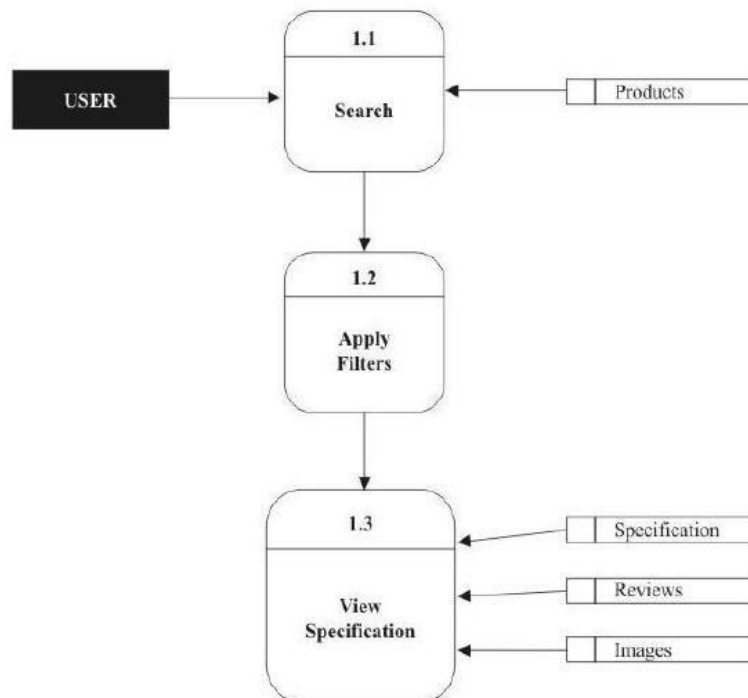 1.1
USER
Search
Products
1.2
Apply
Filters
1.3
Specification
View
Specification
Reviews
Images